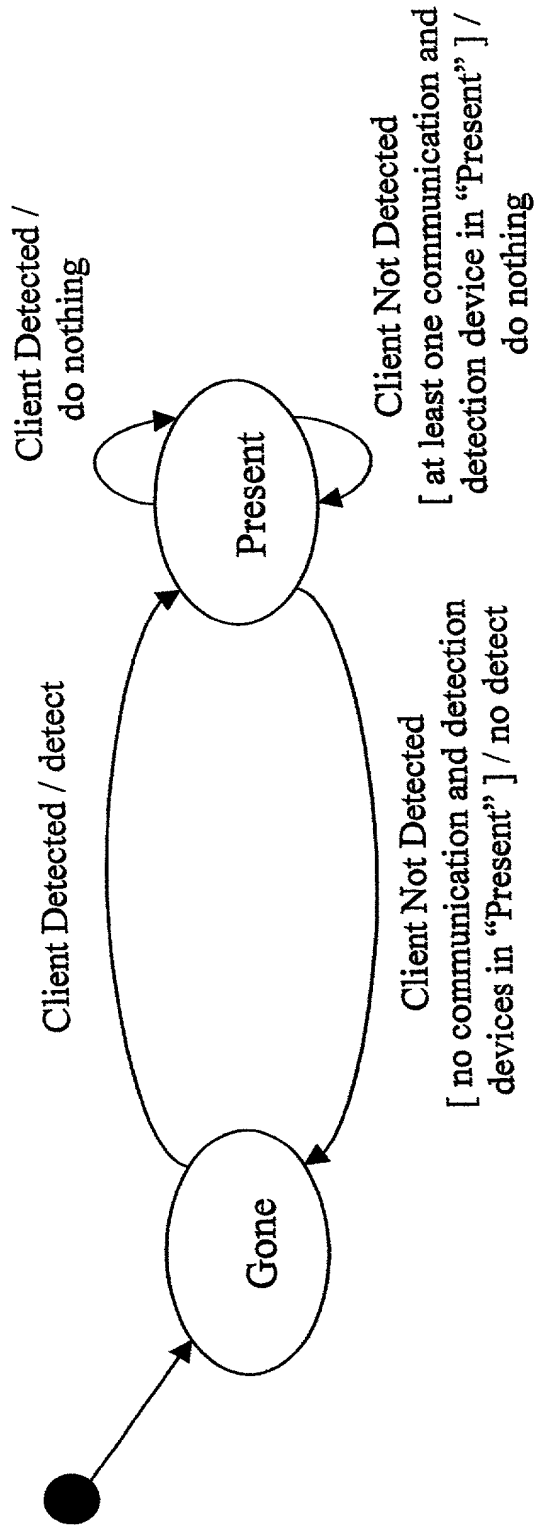 Client Detected / detect
Client Detected /
do nothing
Gone
Present
Client Not Detected
[ no communication and detection
devices in “Present” ] / no detect
Client Not Detected
[ at least one communication and
detection device in “Present” ] /
do nothing